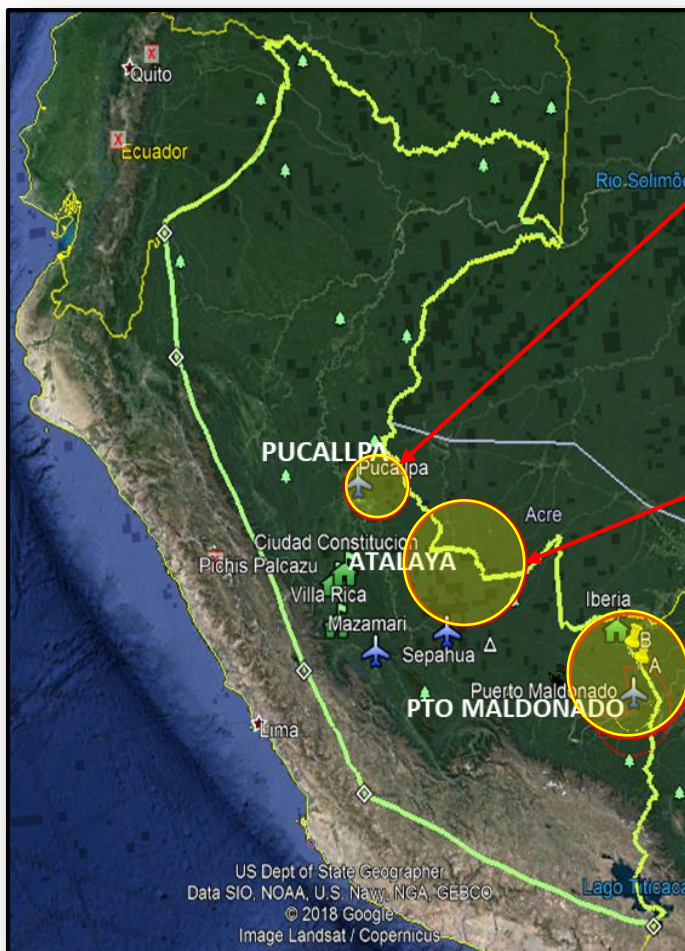 Quito
Ecuador
Rio Solimõe
PUCALLPA
Pucallpa
Acre
Ciudad Constitucion
ATALAYA
Pichis Palcazu
Villa Rica
Iberia
Mazamari
B
Sepahua
A
Puerto Maldonado
PTO MALDONADO
Lima
US Dept of State Geographer
Lago Titicaca
Data SIO, NOAA, U.S. Navy, NGA, GEBCO
© 2018 Google
Image Landsat / Copernicus